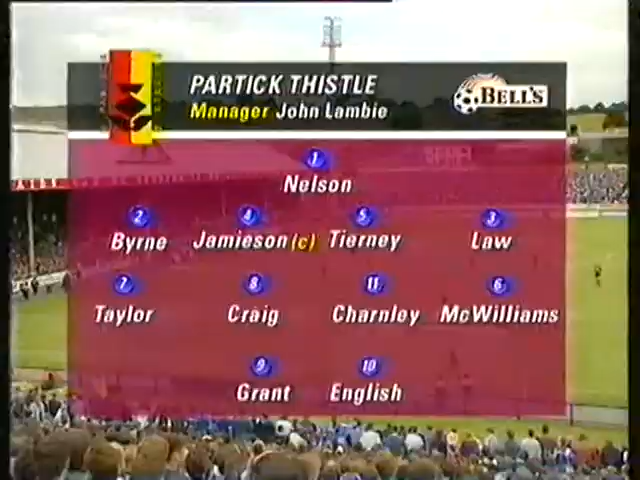 PARTICK THISTLE
Manager John Lambie
BELL'S
1
Nelson
2 4 5 3
Byrne Jamieson (c) Tierney Law
7 8 11 6
Taylor Craig Charnley McWilliams
9 10
Grant English